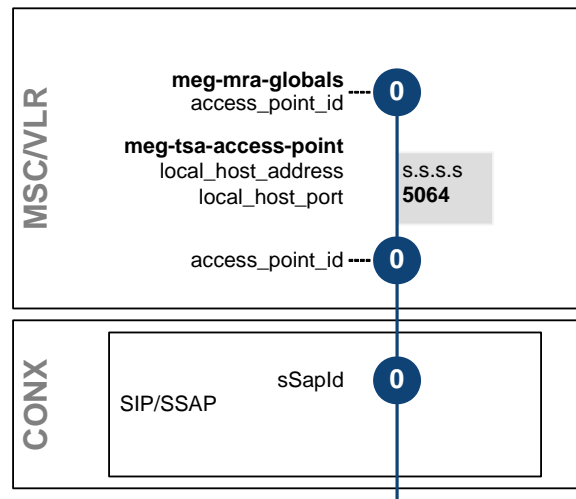 MSC/VLR
meg-mra-globals
access_point_id
0
meg-tsa-access-point
local_host_address s.s.s.s
local_host_port 5064
access_point_id
0
CONX
sSapId
0
SIP/SSAP